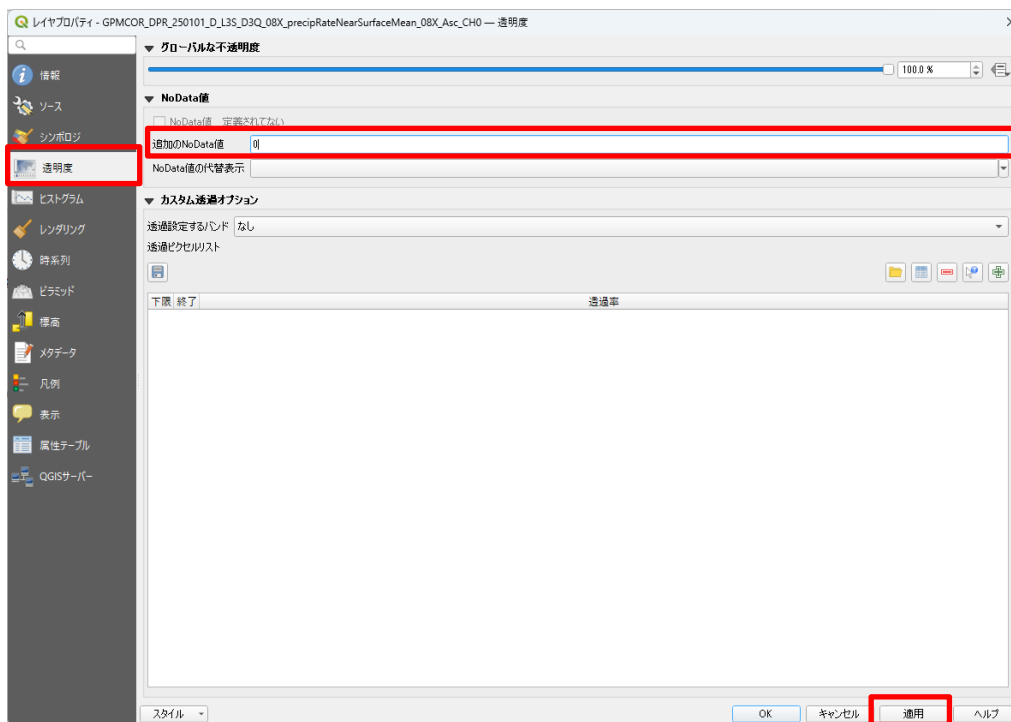 レイヤプロパティ - GPMCOR_DPR_250101_D_L3S_D3Q_08X_precipRateNearSurfaceMean_08X_Asc_CH0 — 透明度
情報
ソース
シンボロジ
透明度
ヒストグラム
レンダリング
時系列
ピラミッド
標高
メタデータ
凡例
表示
属性テーブル
QGISサーバー
グローバルな不透明度
100.0 %
NoData値
NoData値 定義されてない
追加のNoData値 0
NoData値の代替表示
カスタム透過オプション
透過設定するバンド なし
透過ピクセルリスト
下限 終了 透過率
スタイル OK キャンセル 適用 ヘルプ